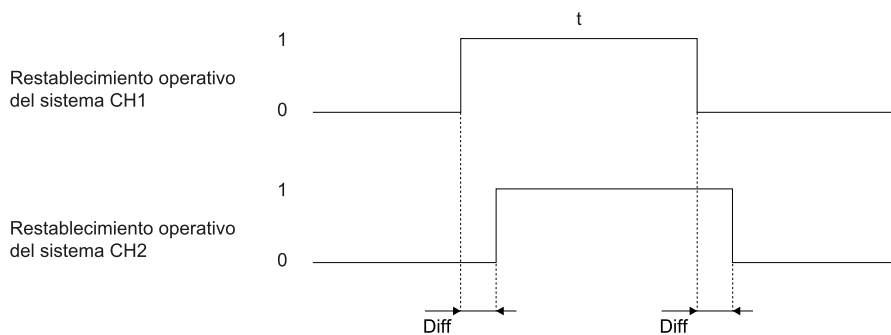 t
1
Restablecimiento operativo
del sistema CH1
0
1
Restablecimiento operativo
del sistema CH2
0
Diff
Diff